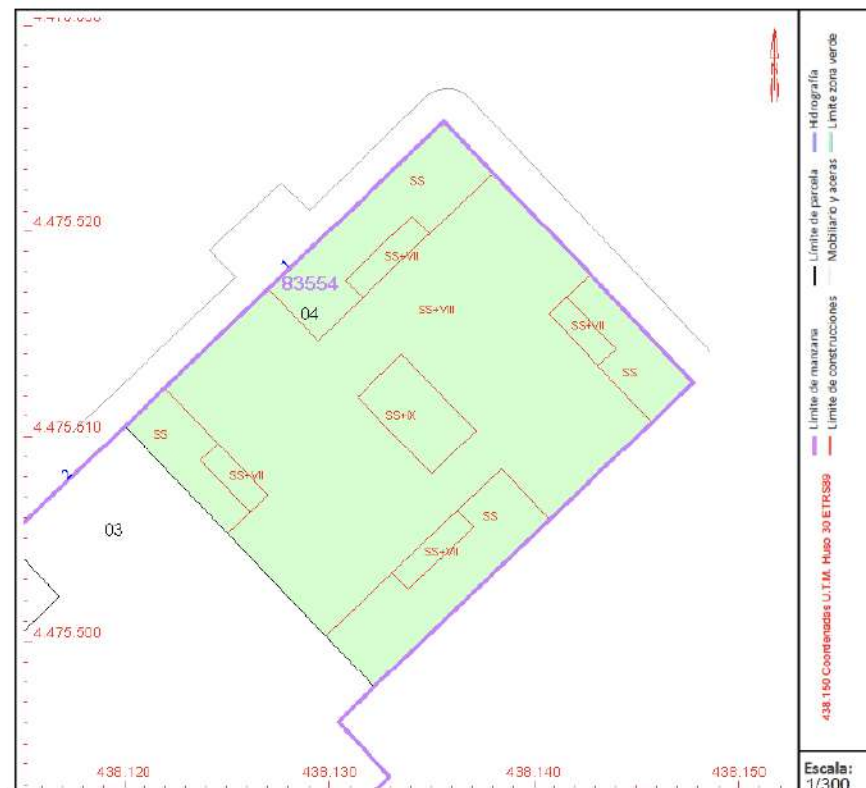 4.475.520
SS
SS+VII
1
83554
04
SS+VIII
SS+VII
SS
SS+IX
4.475.510
SS
SS+VII
2
03
SS
SS+VII
4.475.500
438.120
438.130
438.140
438.150
Límite de manzana
Límite de parcela
Hidrografía
Límite de construcciones
Mobiliario y aceras
Límite zona verde
438.150 Coordenadas U.T.M. Huso 30 ETRS89
Escala:
1/300